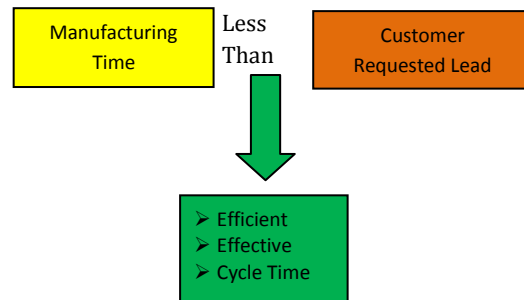 Manufacturing
Time
Less
Than
Customer
Requested Lead
➢ Efficient
➢ Effective
➢ Cycle Time